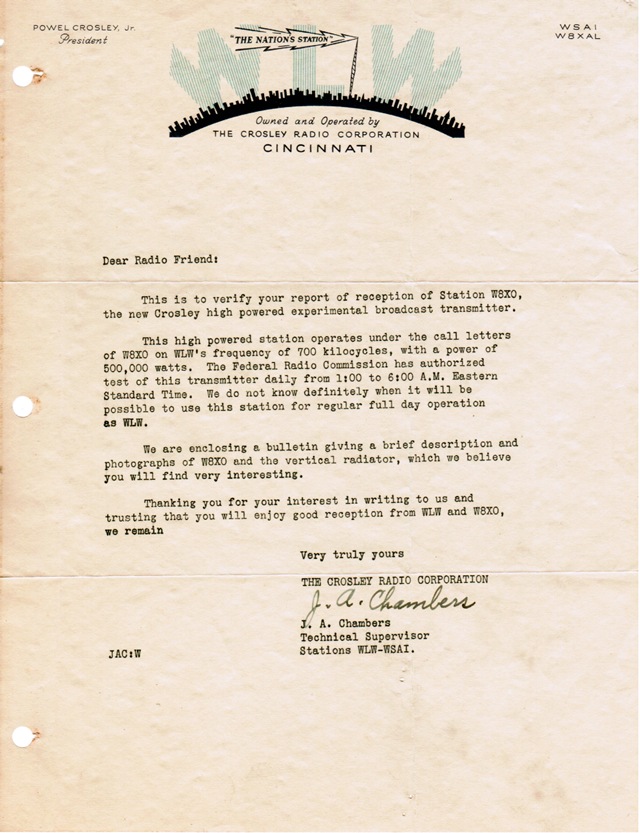 POWEL CROSLEY, Jr.
President
WSAI
W8XAL
WLW
"THE NATION'S STATION"
Owned and Operated by
THE CROSLEY RADIO CORPORATION
CINCINNATI
Dear Radio Friend:
This is to verify your report of reception of Station W8XO,
the new Crosley high powered experimental broadcast transmitter.
This high powered station operates under the call letters
of W8XO on WLW's frequency of 700 kilocycles, with a power of
500,000 watts. The Federal Radio Commission has authorized
test of this transmitter daily from 1:00 to 6:00 A.M. Eastern
Standard Time. We do not know definitely when it will be
possible to use this station for regular full day operation
as WLW.
We are enclosing a bulletin giving a brief description and
photographs of W8XO and the vertical radiator, which we believe
you will find very interesting.
Thanking you for your interest in writing to us and
trusting that you will enjoy good reception from WLW and W8XO,
we remain
Very truly yours
THE CROSLEY RADIO CORPORATION
J. A. Chambers
J. A. Chambers
Technical Supervisor
Stations WLW-WSAI.
JAC:W